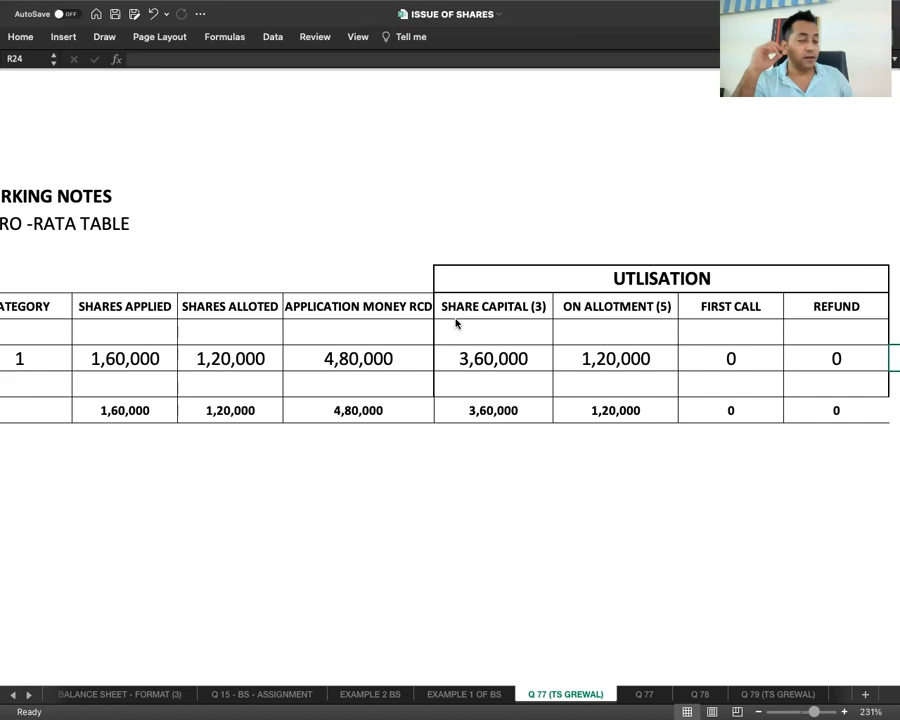 AutoSave OFF ISSUE OF SHARES
Home Insert Draw Page Layout Formulas Data Review View Tell me
R24 fx
RKING NOTES
RO -RATA TABLE
UTLISATION
ATEGORY SHARES APPLIED SHARES ALLOTED APPLICATION MONEY RCD SHARE CAPITAL (3) ON ALLOTMENT (5) FIRST CALL REFUND
1 1,60,000 1,20,000 4,80,000 3,60,000 1,20,000 0 0
1,60,000 1,20,000 4,80,000 3,60,000 1,20,000 0 0
BALANCE SHEET - FORMAT (3) Q 15 - BS - ASSIGNMENT EXAMPLE 2 BS EXAMPLE 1 OF BS Q 77 (TS GREWAL) Q 77 Q 78 Q 79 (TS GREWAL)
Ready 231%